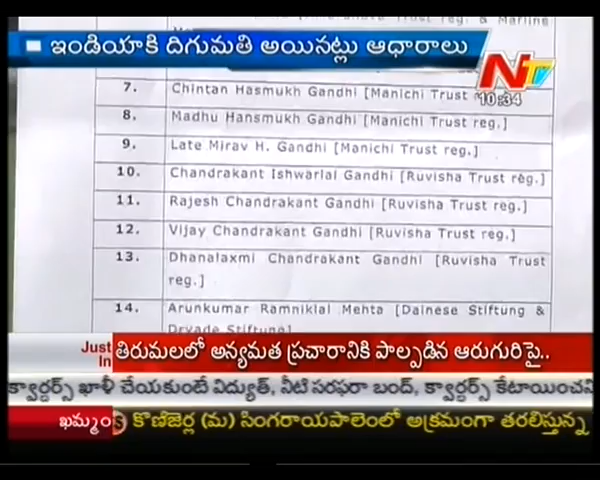 Trust reg. &
ఇండియాకి దిగుమతి అయినట్లు ఆధారాలు
NTV
10:34
7. Chintan Hasmukh Gandhi [Manichi Trust
8. Madhu Hansmukh Gandhi [Manichi Trust reg.]
9. Late Mirav H. Gandhi [Manichi Trust reg.]
10. Chandrakant Ishwarlal Gandhi [Ruvisha Trust reg.]
11. Rajesh Chandrakant Gandhi [Ruvisha Trust reg.]
12. Vijay Chandrakant Gandhi [Ruvisha Trust reg.]
13. Dhanalaxmi Chandrakant Gandhi [Ruvisha Trust
reg.]
14. Arunkumar Ramniklal Mehta [Dainese Stiftung &
Dryade Stiftung]
Just In తిరుమలలో అన్యమత ప్రచారానికి పాల్పడిన ఆరుగురిపై..
క్వార్టర్స్ ఖాళీ చేయకుంటే విద్యుత్, నీటి సరఫరా బంద్, క్వార్టర్స్ కేటాయించవ
ఖమ్మం కొణిజెర్ల (మ) సింగరాయపాలెంలో అక్రమంగా తరలిస్తున్న